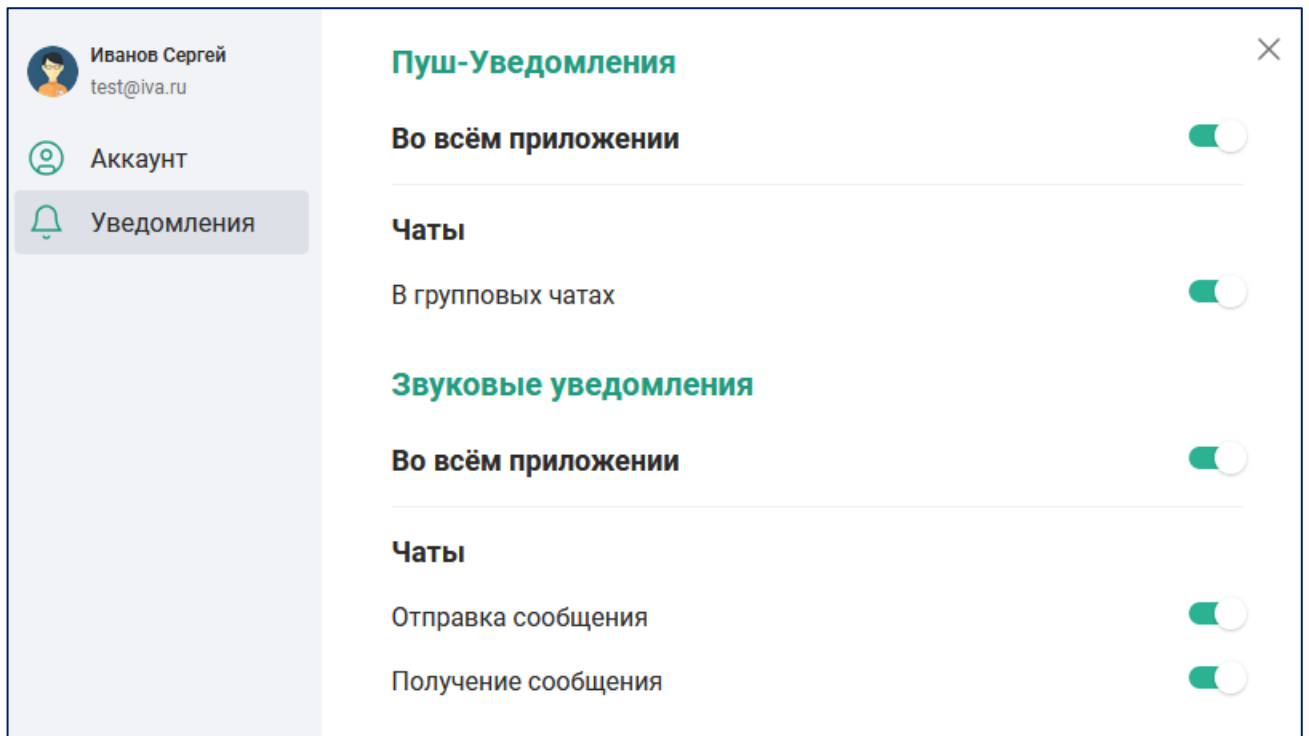 Иванов Сергей
test@iva.ru
Аккаунт
Уведомления
Пуш-Уведомления
Во всём приложении
Чаты
В групповых чатах
Звуковые уведомления
Во всём приложении
Чаты
Отправка сообщения
Получение сообщения